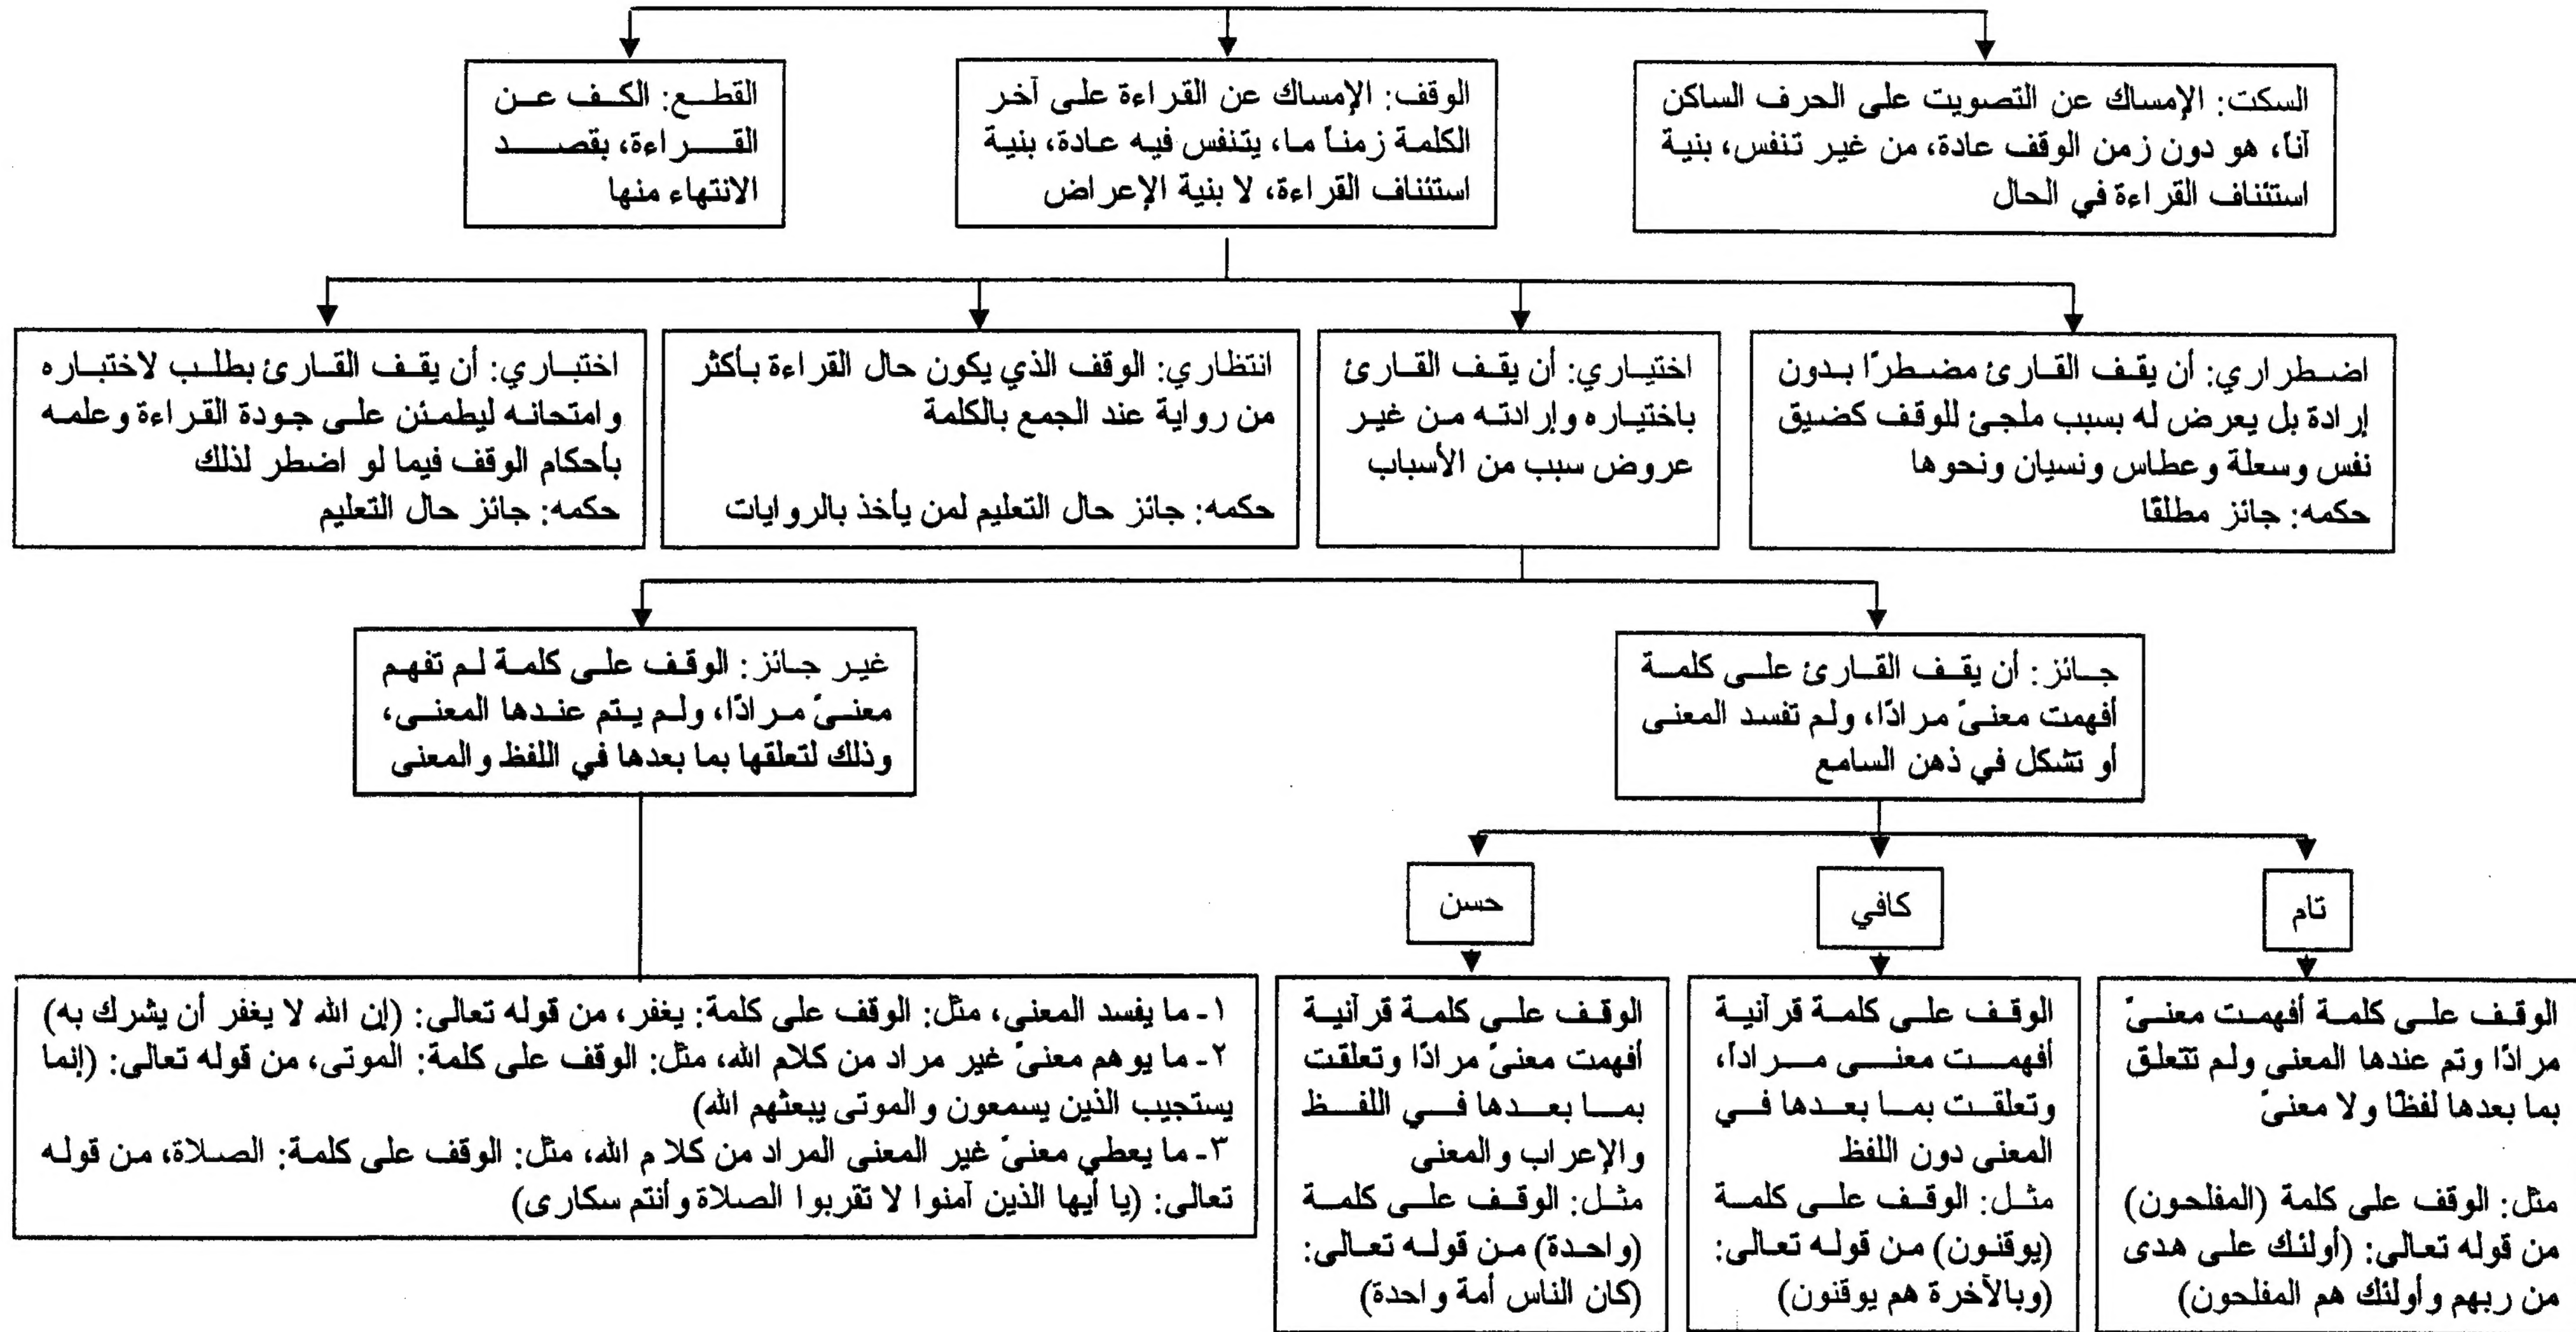 السكت: الإمساك عن التصويت على الحرف الساكن
آناً، هو دون زمن الوقف عادة، من غير تنفس، بنية
استئناف القراءة في الحال
الوقف: الإمساك عن القراءة على آخر
الكلمة زمناً ما، يتنفس فيه عادة، بنية
استئناف القراءة، لا بنية الإعراض
القطع: الكف عن
القراءة، بقصد
الانتهاء منها
اضطراري: أن يقف القارئ مضطرًا بدون
إرادة بل يعرض له بسبب ملجئ للوقف كضيق
نفس وسعلة وعطاس ونسيان ونحوها
حكمه: جائز مطلقًا
اختياري: أن يقف القارئ
باختياره وإرادته من غير
عروض سبب من الأسباب
انتظاري: الوقف الذي يكون حال القراءة بأكثر
من رواية عند الجمع بالكلمة
حكمه: جائز حال التعليم لمن يأخذ بالروايات
اختباري: أن يقف القارئ بطلب لاختباره
وامتحانه ليطمئن على جودة القراءة وعلمه
بأحكام الوقف فيما لو اضطر لذلك
حكمه: جائز حال التعليم
جائز: أن يقف القارئ على كلمة
أفهمت معنىً مرادًا، ولم تفسد المعنى
أو تشكل في ذهن السامع
غير جائز: الوقف على كلمة لم تفهم
معنىً مرادًا، ولم يتم عندها المعنى،
وذلك لتعلقها بما بعدها في اللفظ والمعنى
تام
كافي
حسن
الوقف على كلمة أفهمت معنىً
مرادًا وتم عندها المعنى ولم تتعلق
بما بعدها لفظًا ولا معنىً
مثل: الوقف على كلمة (المفلحون)
من قوله تعالى: (أولئك على هدى
من ربهم وأولئك هم المفلحون)
الوقف على كلمة قرآنية
أفهمت معنى مراداً،
وتعلقت بما بعدها في
المعنى دون اللفظ
مثل: الوقف على كلمة
(يوقنون) من قوله تعالى:
(وبالآخرة هم يوقنون)
الوقف على كلمة قرآنية
أفهمت معنىً مرادًا وتعلقت
بما بعدها في اللفظ
والإعراب والمعنى
مثل: الوقف على كلمة
(واحدة) من قوله تعالى:
(كان الناس أمة واحدة)
١- ما يفسد المعنى، مثل: الوقف على كلمة: يغفر، من قوله تعالى: (إن الله لا يغفر أن يشرك به)
٢- ما يوهم معنىً غير مراد من كلام الله، مثل: الوقف على كلمة: الموتى، من قوله تعالى: (إنما
يستجيب الذين يسمعون والموتى يبعثهم الله)
٣- ما يعطي معنىً غير المعنى المراد من كلام الله، مثل: الوقف على كلمة: الصلاة، من قوله
تعالى: (يا أيها الذين آمنوا لا تقربوا الصلاة وأنتم سكارى)